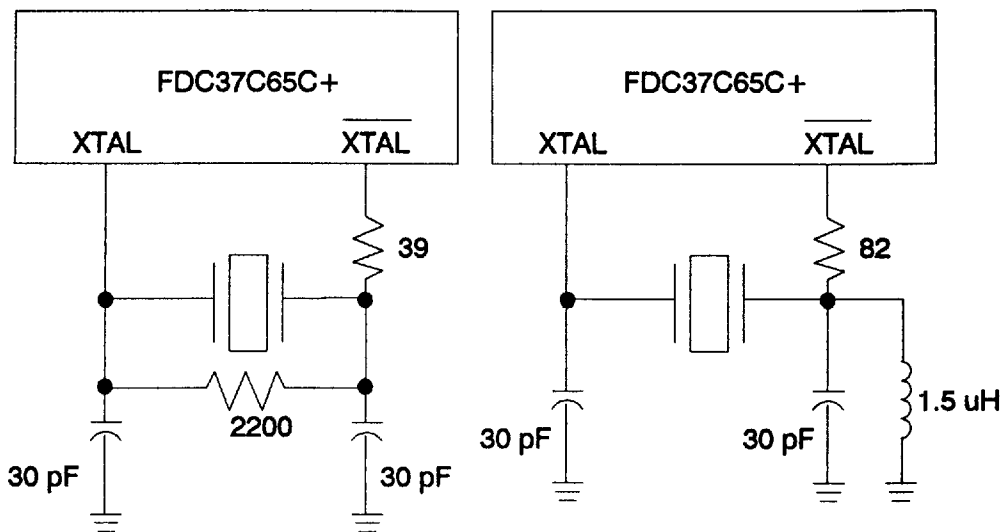 FDC37C65C+
XTAL
XTAL
39
2200
30 pF
30 pF
FDC37C65C+
XTAL
XTAL
82
1.5 uH
30 pF
30 pF